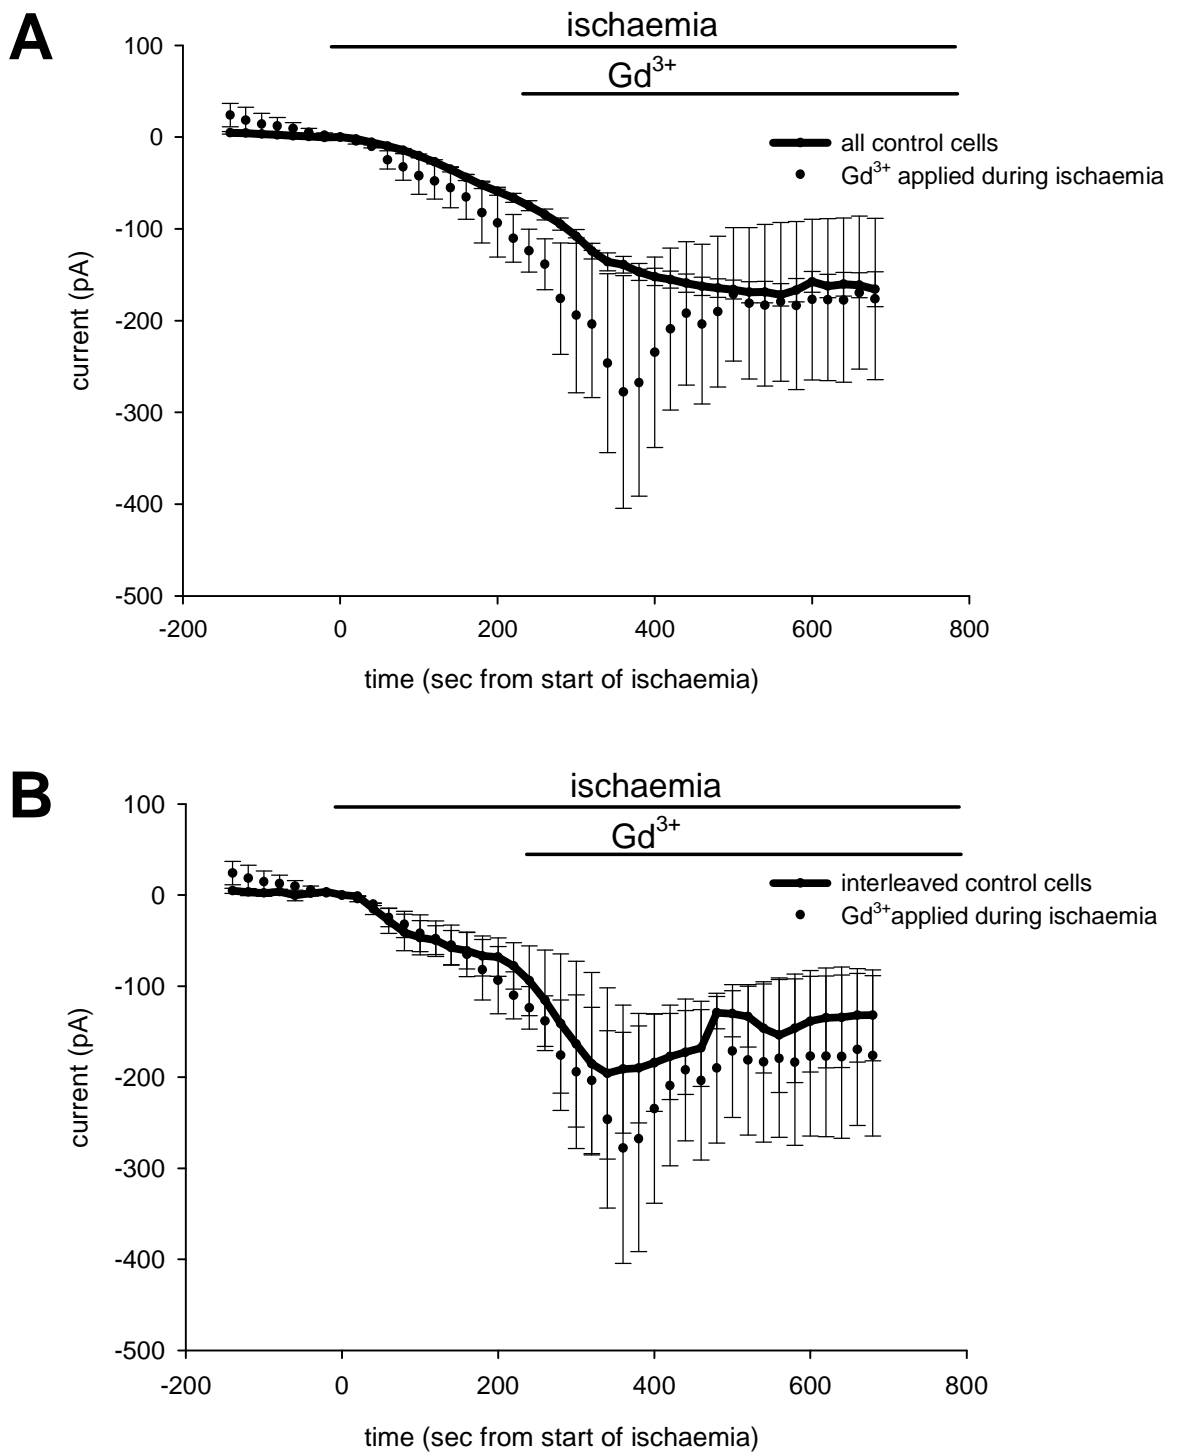 A
ischaemia
Gd3+
100
0
-100
-200
-300
-400
-500
current (pA)
all control cells
Gd3+ applied during ischaemia
-200 0 200 400 600 800
time (sec from start of ischaemia)
B
ischaemia
Gd3+
100
0
-100
-200
-300
-400
-500
current (pA)
interleaved control cells
Gd3+applied during ischaemia
-200 0 200 400 600 800
time (sec from start of ischaemia)